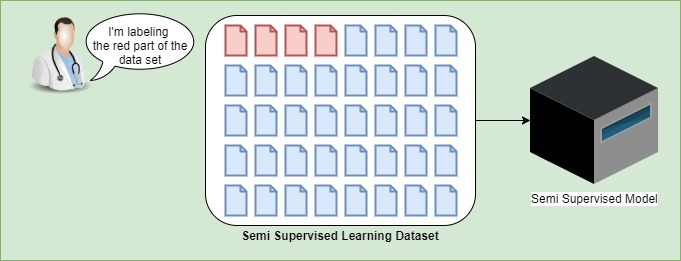 I'm labeling
the red part of the
data set
Semi Supervised Learning Dataset
Semi Supervised Model